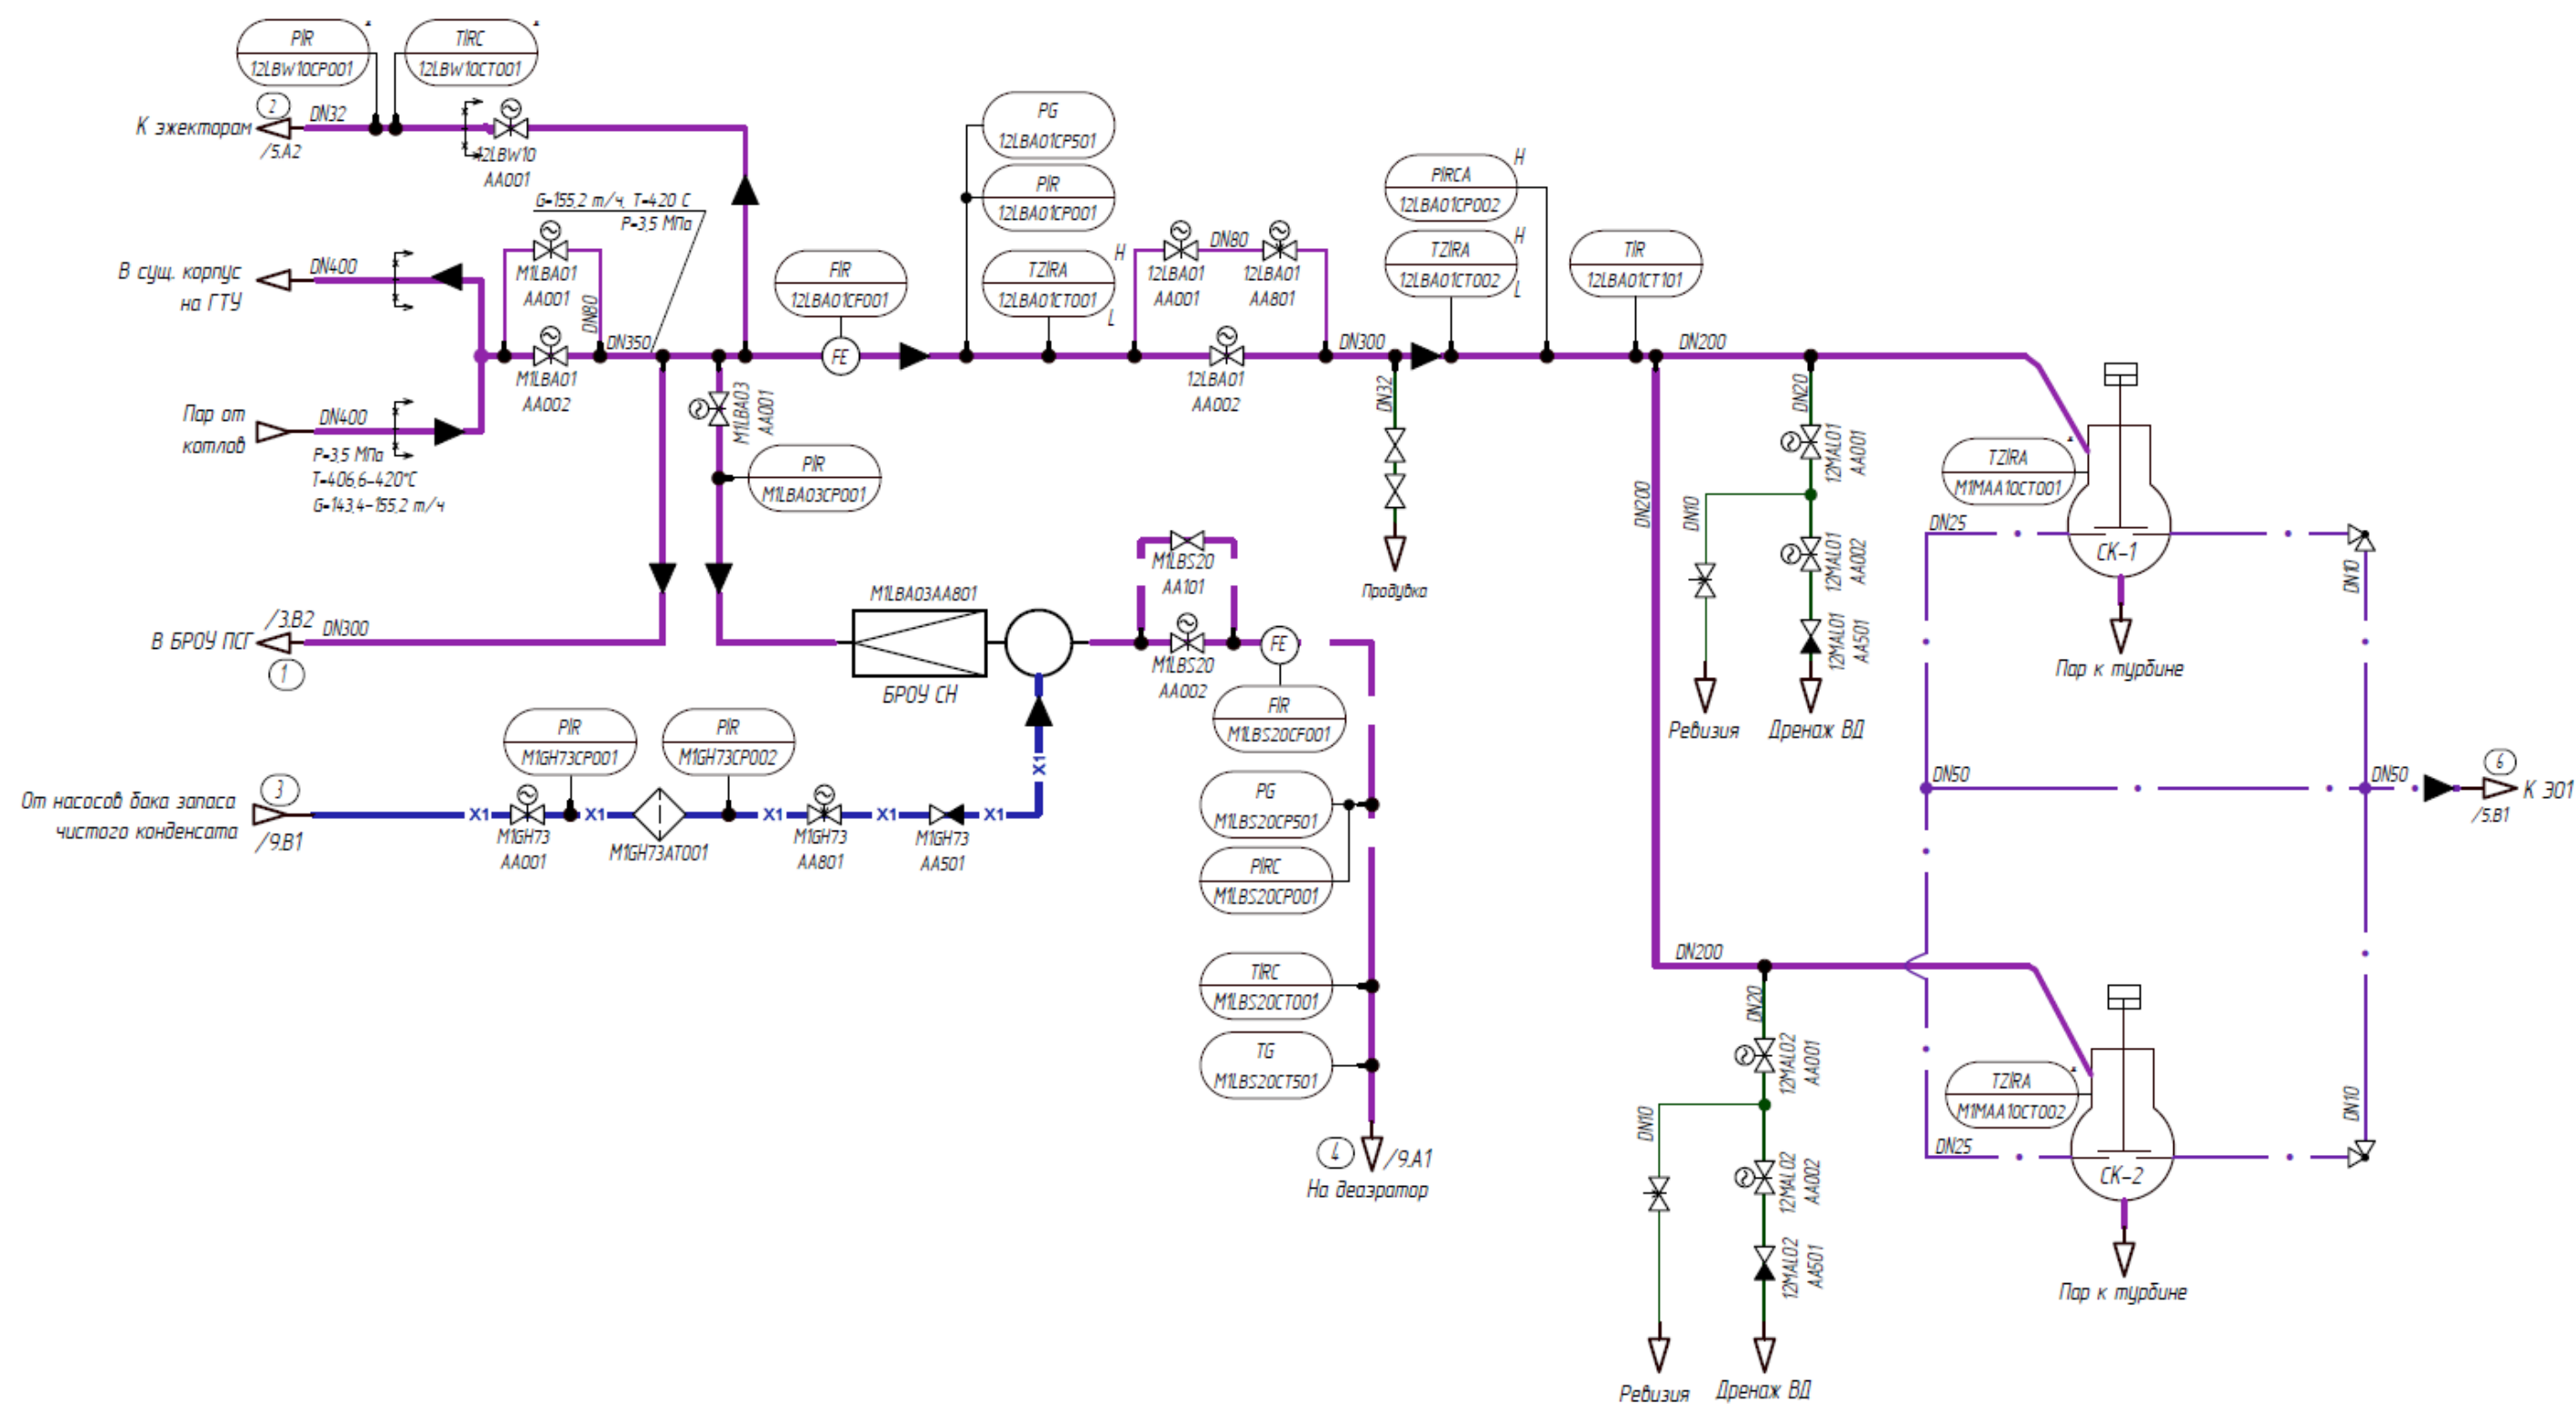 PIR
12LBW10CP001
TIRC
12LBW10CT001
2
DN32
К эжекторам
/5.A2
12LBW10
AA001
G=155,2 т/ч, T=420 C
P=3,5 МПа
В сущ. корпус
на ГТУ
DN400
M1LBA01
AA001
DN80
DN350
M1LBA01
AA002
Пар от
котлов
DN400
P=3,5 МПа
T=406,6-420°C
G=143,4-155,2 т/ч
FIR
12LBA01CF001
FE
PG
12LBA01CP501
PIR
12LBA01CP001
TZIRA
12LBA01CT001
H
L
12LBA01
AA001
DN80
12LBA01
AA801
12LBA01
AA002
DN300
PIRCA
12LBA01CP002
H
TZIRA
12LBA01CT002
H
L
TIR
12LBA01CT101
DN200
DN32
Продувка
M1LBA03
AA001
PIR
M1LBA03CP001
В БРОУ ПСГ
/3.B2
DN300
1
M1LBA03AA801
БРОУ СН
M1LBS20
AA101
M1LBS20
AA002
FE
FIR
M1LBS20CF001
3
От насосов бака запаса
чистого конденсата
/9.B1
X1
M1GH73
AA001
PIR
M1GH73CP001
X1
M1GH73AT001
PIR
M1GH73CP002
X1
M1GH73
AA801
X1
M1GH73
AA501
X1
X1
PG
M1LBS20CP501
PIRC
M1LBS20CP001
TIRC
M1LBS20CT001
TG
M1LBS20CT501
4
/9.A1
На деаэратор
DN200
DN20
12MAL01
AA001
DN10
12MAL01
AA002
12MAL01
AA501
Ревизия
Дренаж ВД
TZIRA
M1MAA10CT001
DN25
СК-1
DN10
Пар к турбине
DN50
DN50
6
К ЭО1
/5.B1
DN200
DN20
12MAL02
AA001
DN10
12MAL02
AA002
12MAL02
AA501
Ревизия
Дренаж ВД
TZIRA
M1MAA10CT002
DN25
СК-2
DN10
Пар к турбине